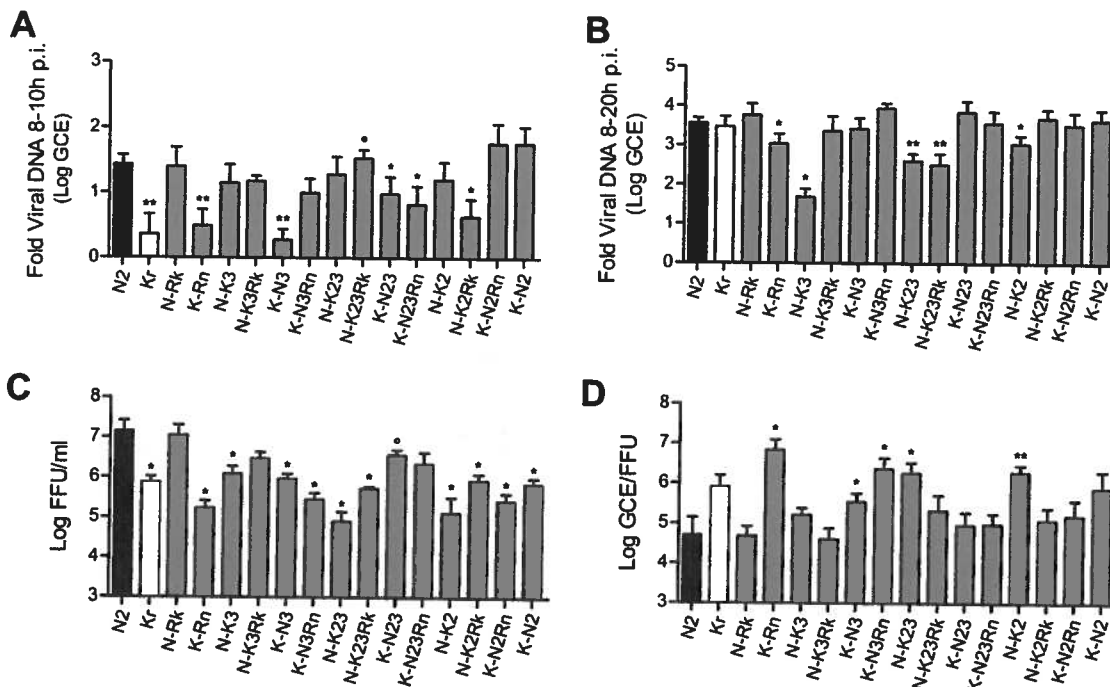 A
Fold Viral DNA 8-10h p.i.
(Log GCE)
3
2
1
0
** ** ** ° * * *
N2
Kr
N-Rk
K-Rn
N-K3
N-K3Rk
K-N3
K-N3Rn
N-K23
N-K23Rk
K-N23
K-N23Rn
N-K2
N-K2Rk
K-N2Rn
K-N2
B
Fold Viral DNA 8-20h p.i.
(Log GCE)
5
4
3
2
1
0
* * ** ** *
N2
Kr
N-Rk
K-Rn
N-K3
N-K3Rk
K-N3
K-N3Rn
N-K23
N-K23Rk
K-N23
K-N23Rn
N-K2
N-K2Rk
K-N2Rn
K-N2
C
Log FFU/ml
8
7
6
5
4
3
* * * * * * * ° * * * *
N2
Kr
N-Rk
K-Rn
N-K3
N-K3Rk
K-N3
K-N3Rn
N-K23
N-K23Rk
K-N23
K-N23Rn
N-K2
N-K2Rk
K-N2Rn
K-N2
D
Log GCE/FFU
8
7
6
5
4
3
* * * * **
N2
Kr
N-Rk
K-Rn
N-K3
N-K3Rk
K-N3
K-N3Rn
N-K23
N-K23Rk
K-N23
K-N23Rn
N-K2
N-K2Rk
K-N2Rn
K-N2